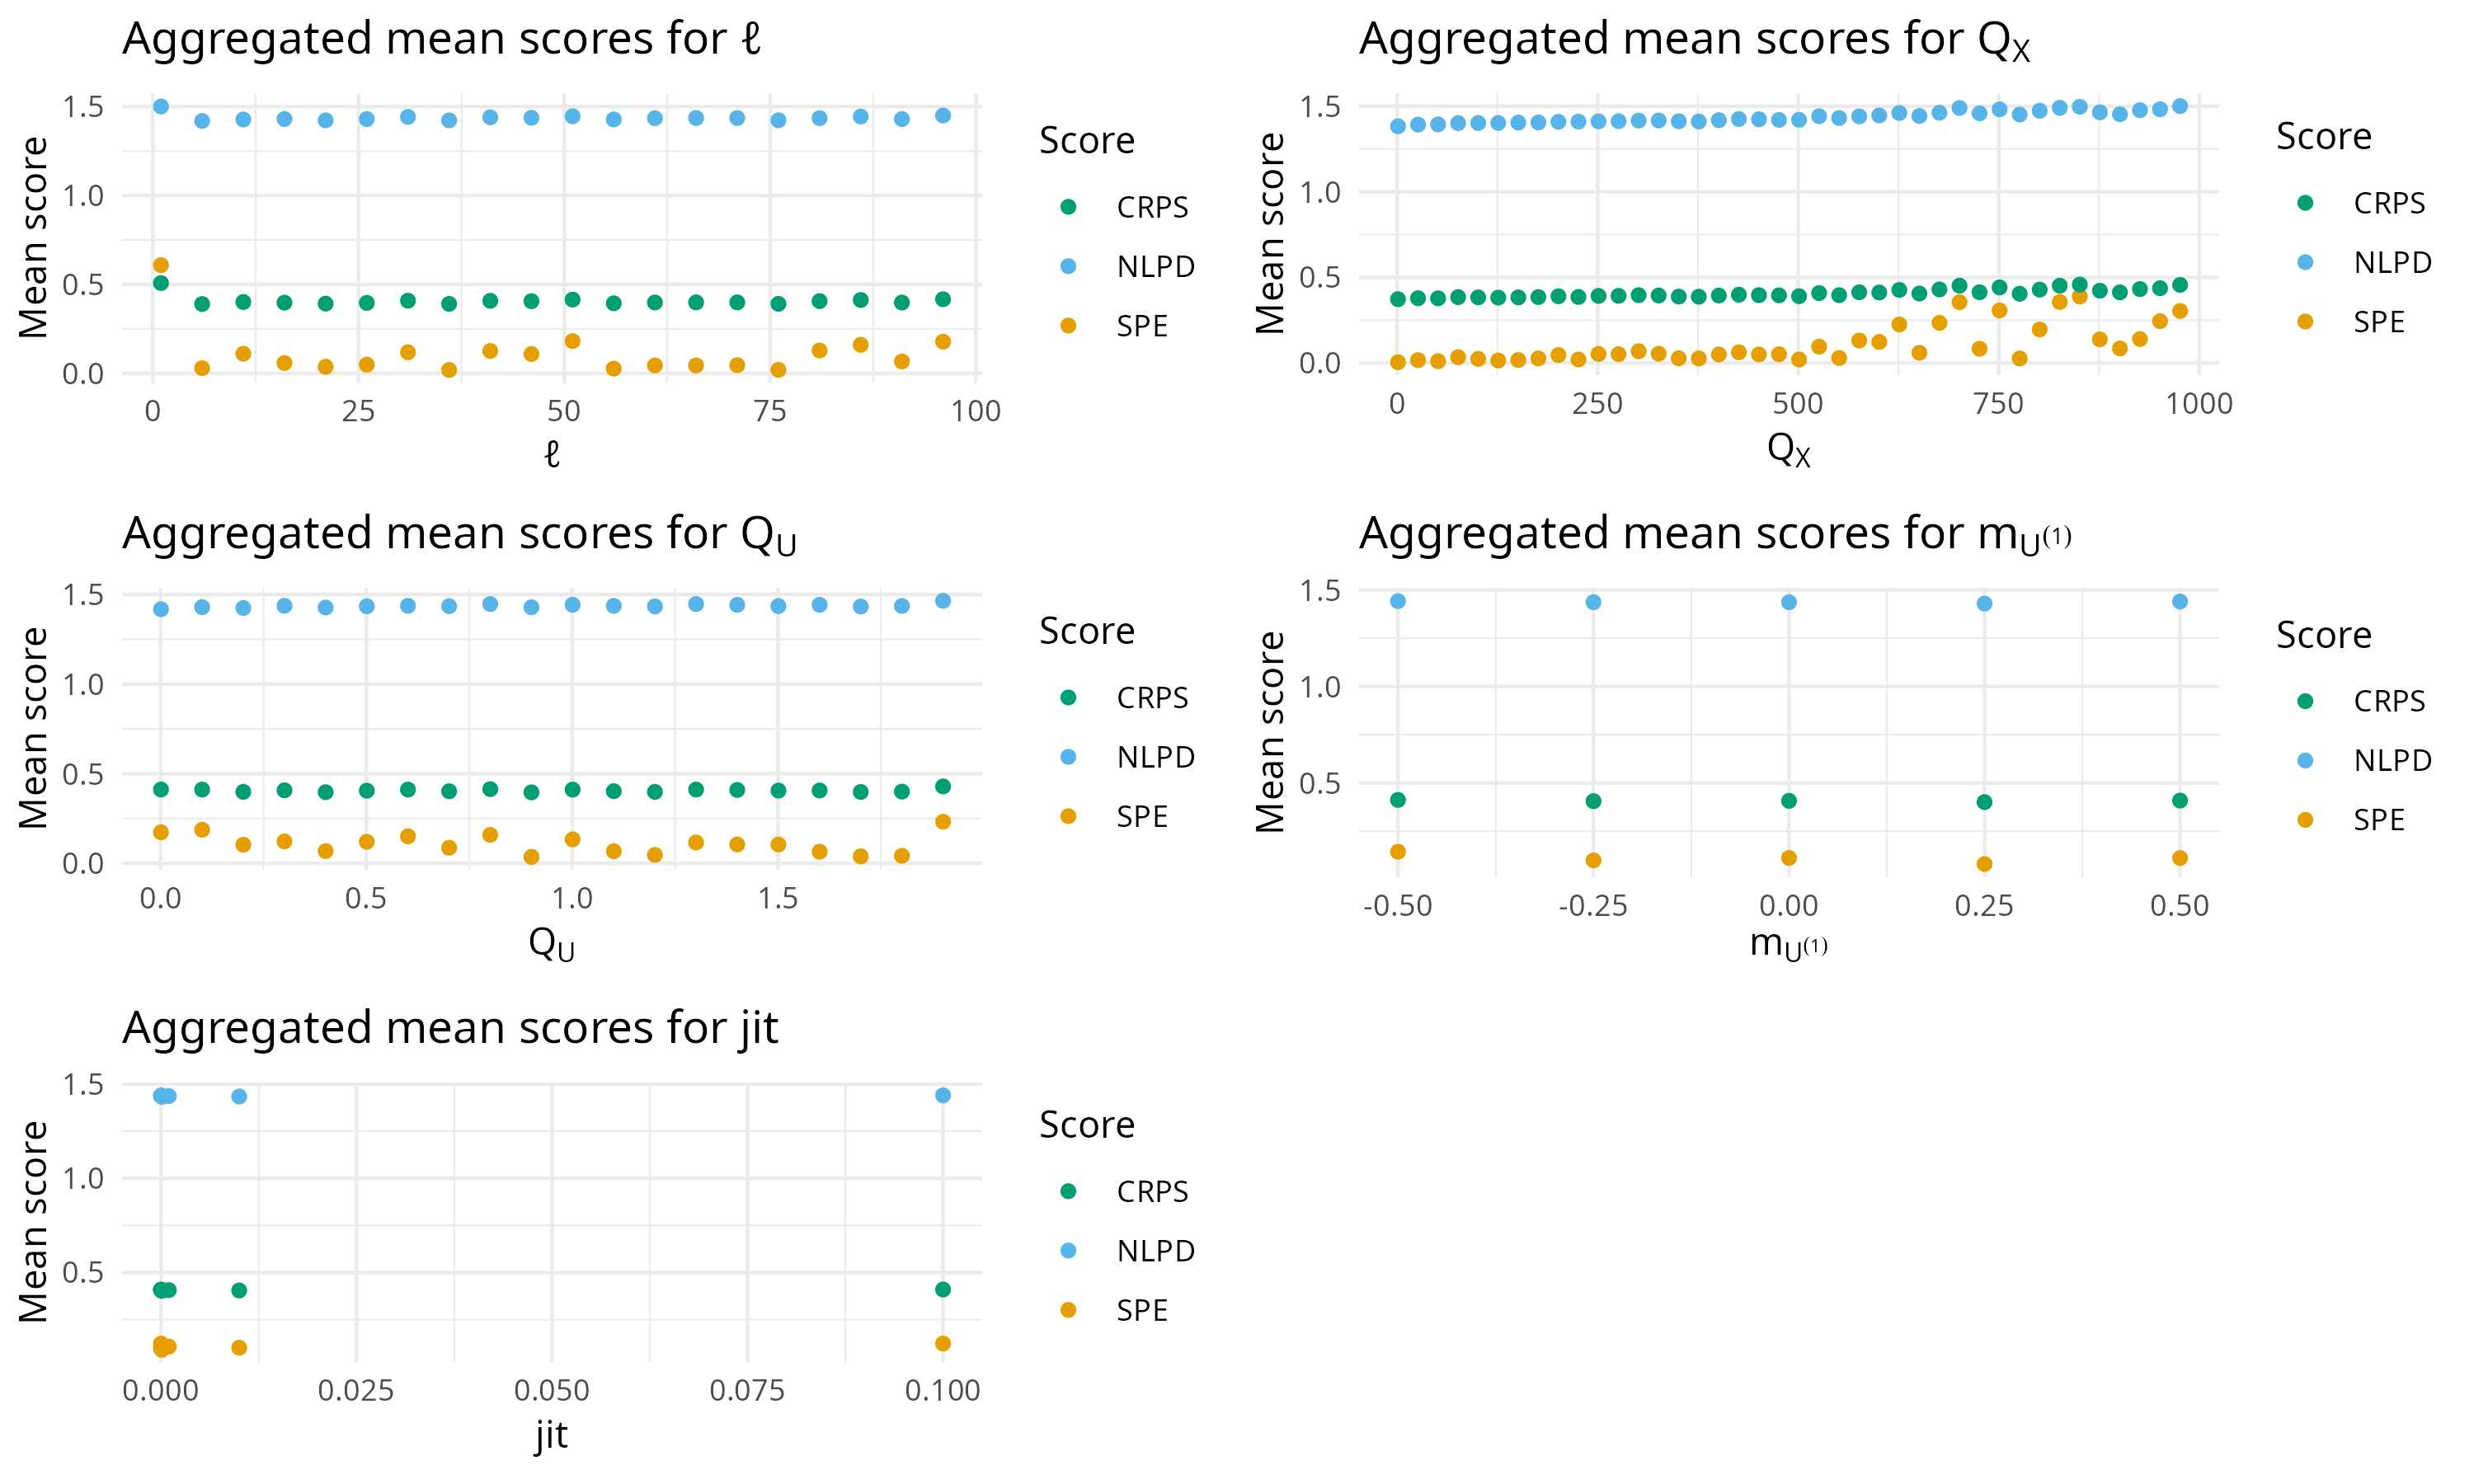 Aggregated mean scores for ℓ
Mean score
1.5
1.0
0.5
0.0
0 25 50 75 100
ℓ
Score
CRPS
NLPD
SPE
Aggregated mean scores for Q_X
Mean score
1.5
1.0
0.5
0.0
0 250 500 750 1000
Q_X
Score
CRPS
NLPD
SPE
Aggregated mean scores for Q_U
Mean score
1.5
1.0
0.5
0.0
0.0 0.5 1.0 1.5
Q_U
Score
CRPS
NLPD
SPE
Aggregated mean scores for m_U⁽¹⁾
Mean score
1.5
1.0
0.5
-0.50 -0.25 0.00 0.25 0.50
m_U⁽¹⁾
Score
CRPS
NLPD
SPE
Aggregated mean scores for jit
Mean score
1.5
1.0
0.5
0.000 0.025 0.050 0.075 0.100
jit
Score
CRPS
NLPD
SPE